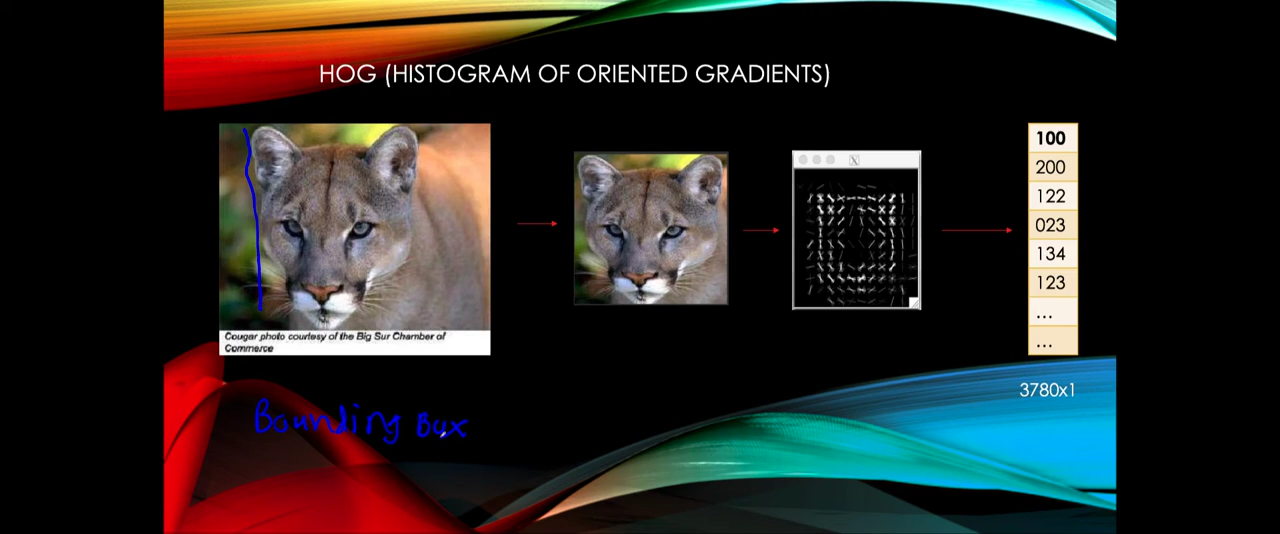 HOG (HISTOGRAM OF ORIENTED GRADIENTS)
Cougar photo courtesy of the Big Sur Chamber of
Commerce
X
100
200
122
023
134
123
...
...
3780x1
Bounding Box